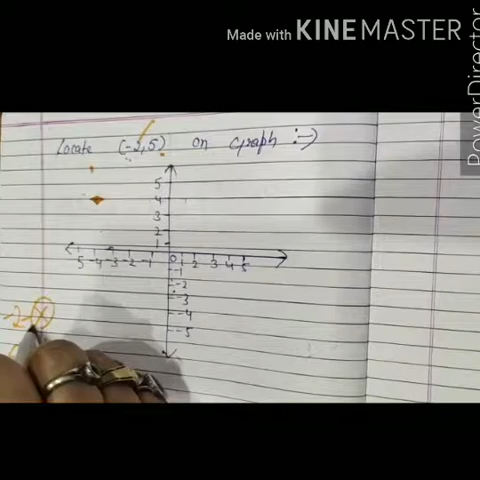 Made with KINEMASTER
PowerDirector
Locate (-2,5) on Graph :-)
5
4
3
2
1
5 -4 -3 -2 -1 0 1 2 3 4 5
-1
-2
-3
-4
-5
-2